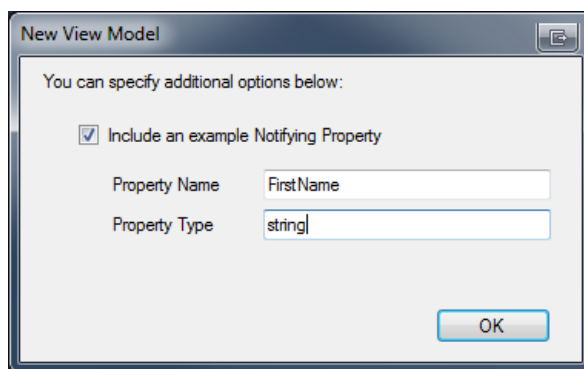 New View Model
You can specify additional options below:
Include an example Notifying Property
Property Name FirstName
Property Type string
OK